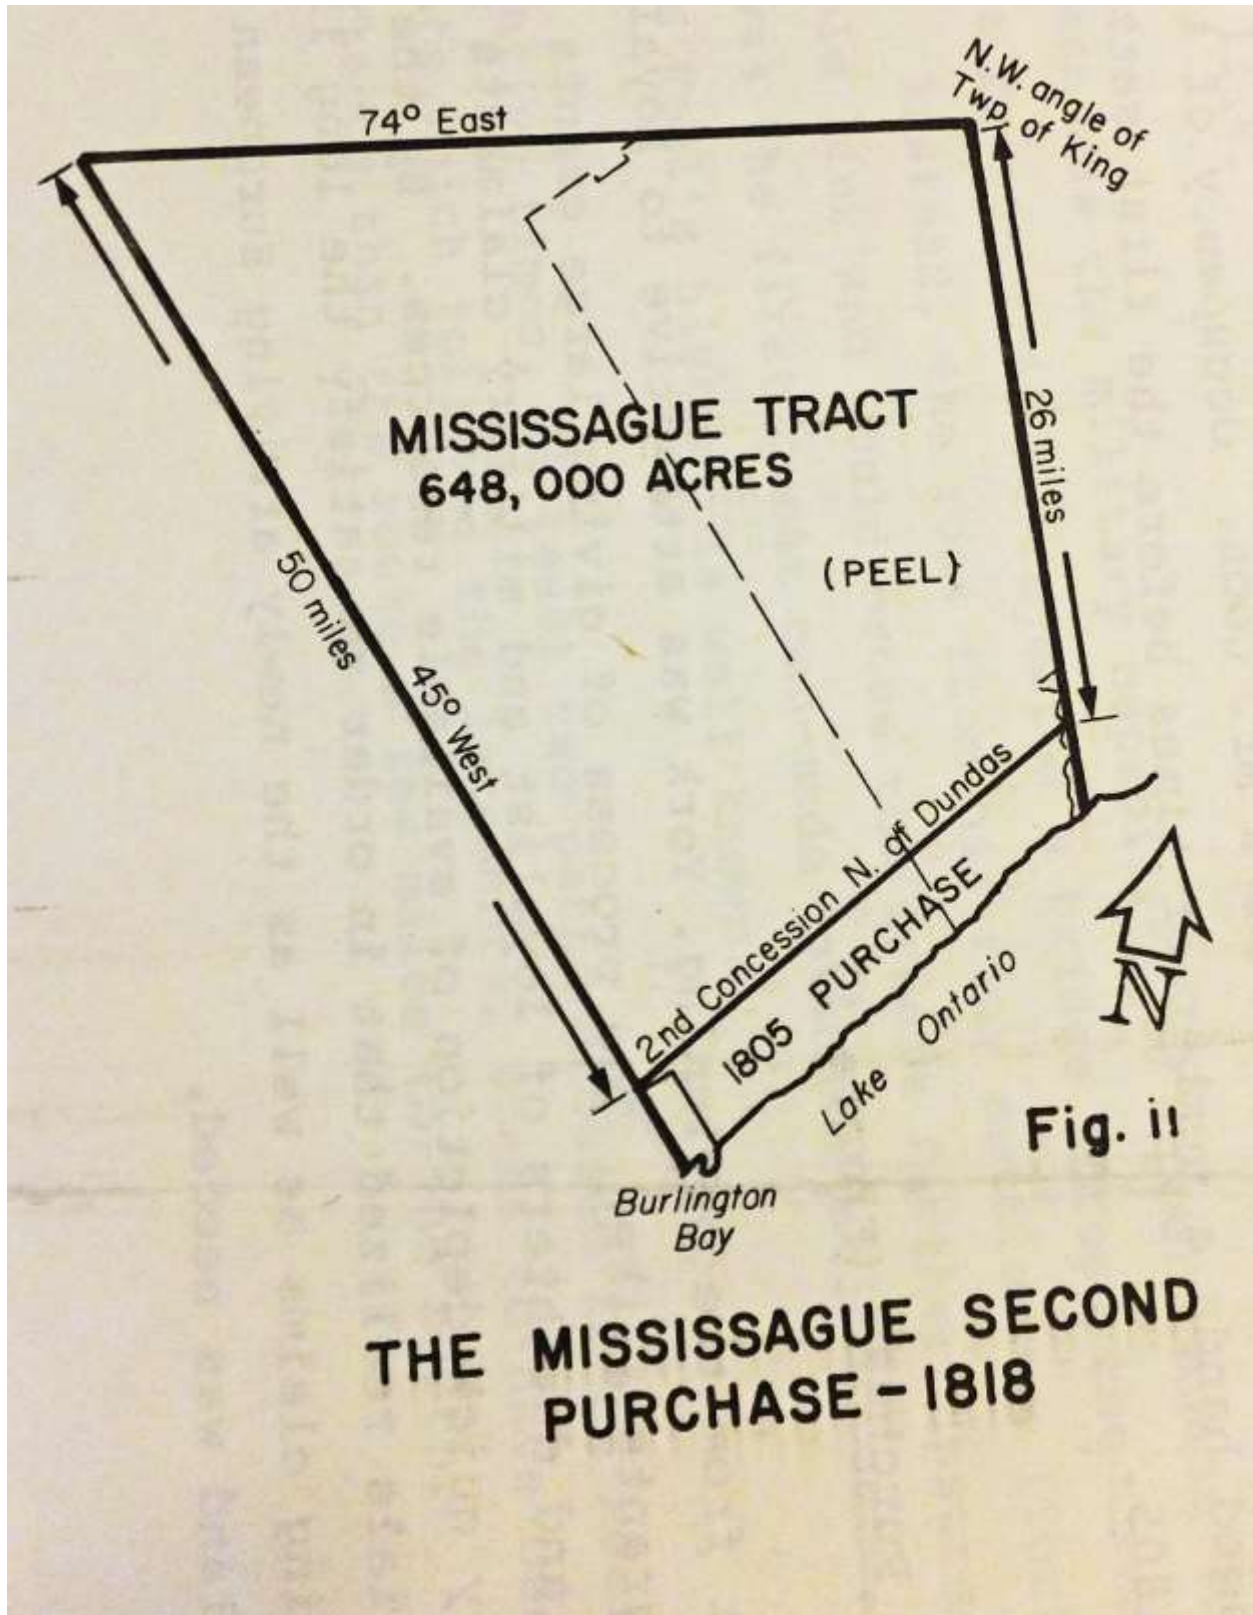 74° East
N.W. angle of
Twp. of King
26 miles
MISSISSAGUE TRACT
648,000 ACRES
(PEEL)
50 miles
45° West
2nd Concession N. of Dundas
1805 PURCHASE
Lake Ontario
N
Fig. ii
Burlington
Bay
THE MISSISSAGUE SECOND
PURCHASE - 1818